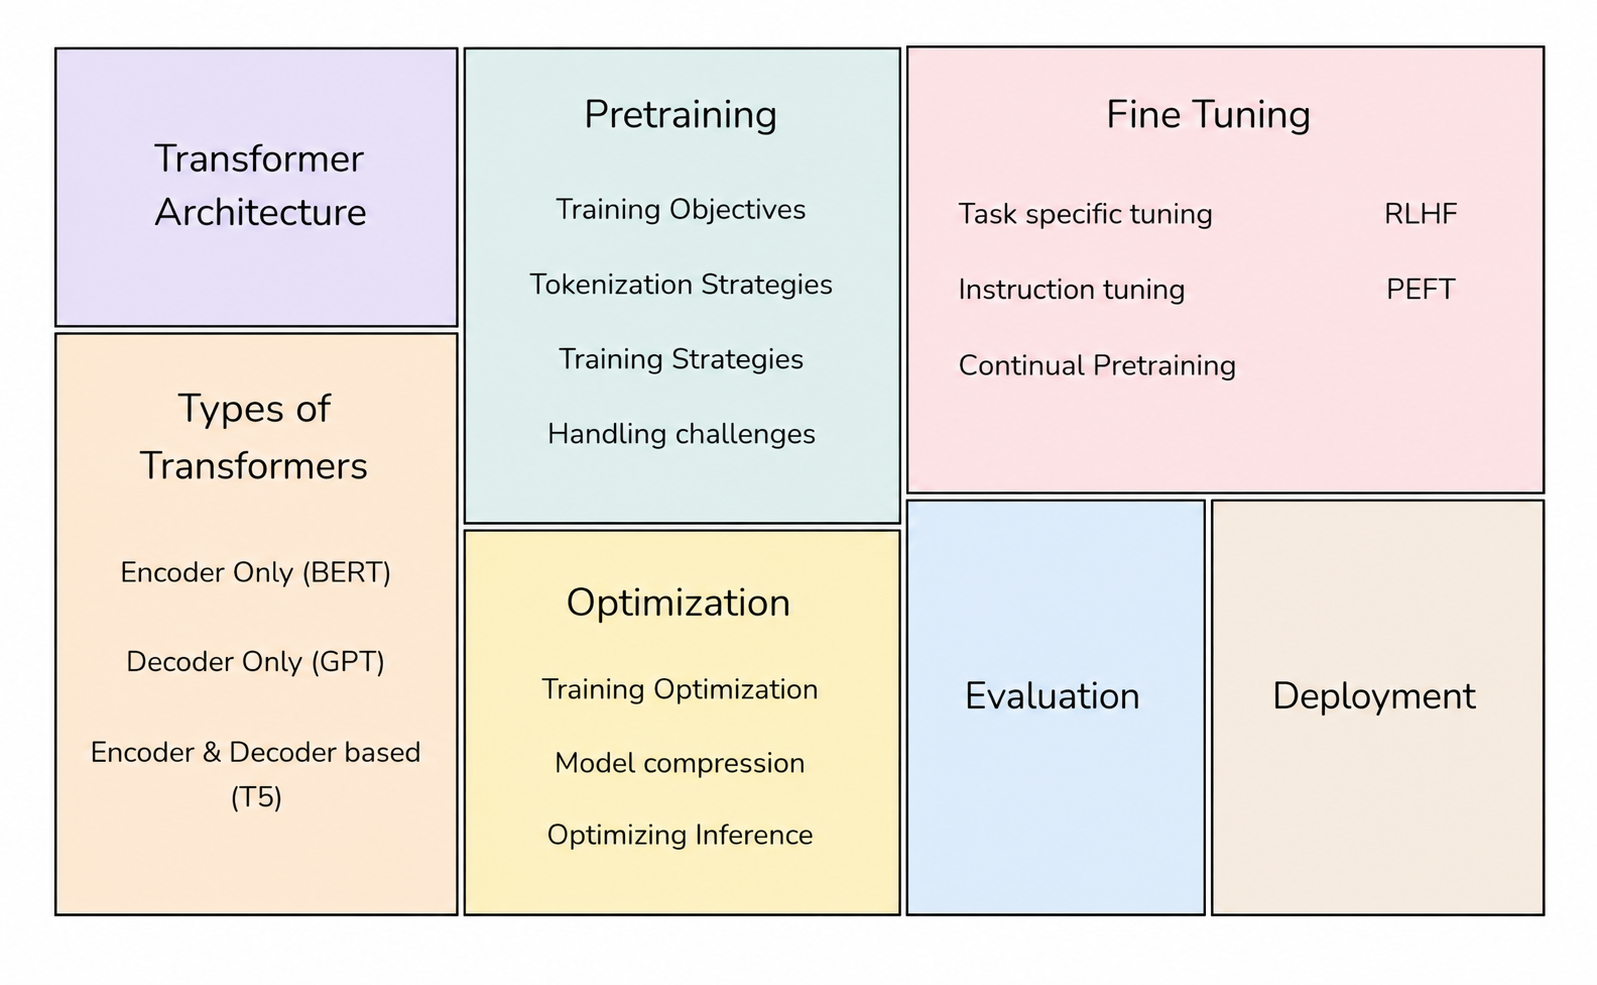 Transformer
Architecture
Types of
Transformers
Encoder Only (BERT)
Decoder Only (GPT)
Encoder & Decoder based
(T5)
Pretraining
Training Objectives
Tokenization Strategies
Training Strategies
Handling challenges
Optimization
Training Optimization
Model compression
Optimizing Inference
Fine Tuning
Task specific tuning
Instruction tuning
Continual Pretraining
RLHF
PEFT
Evaluation
Deployment